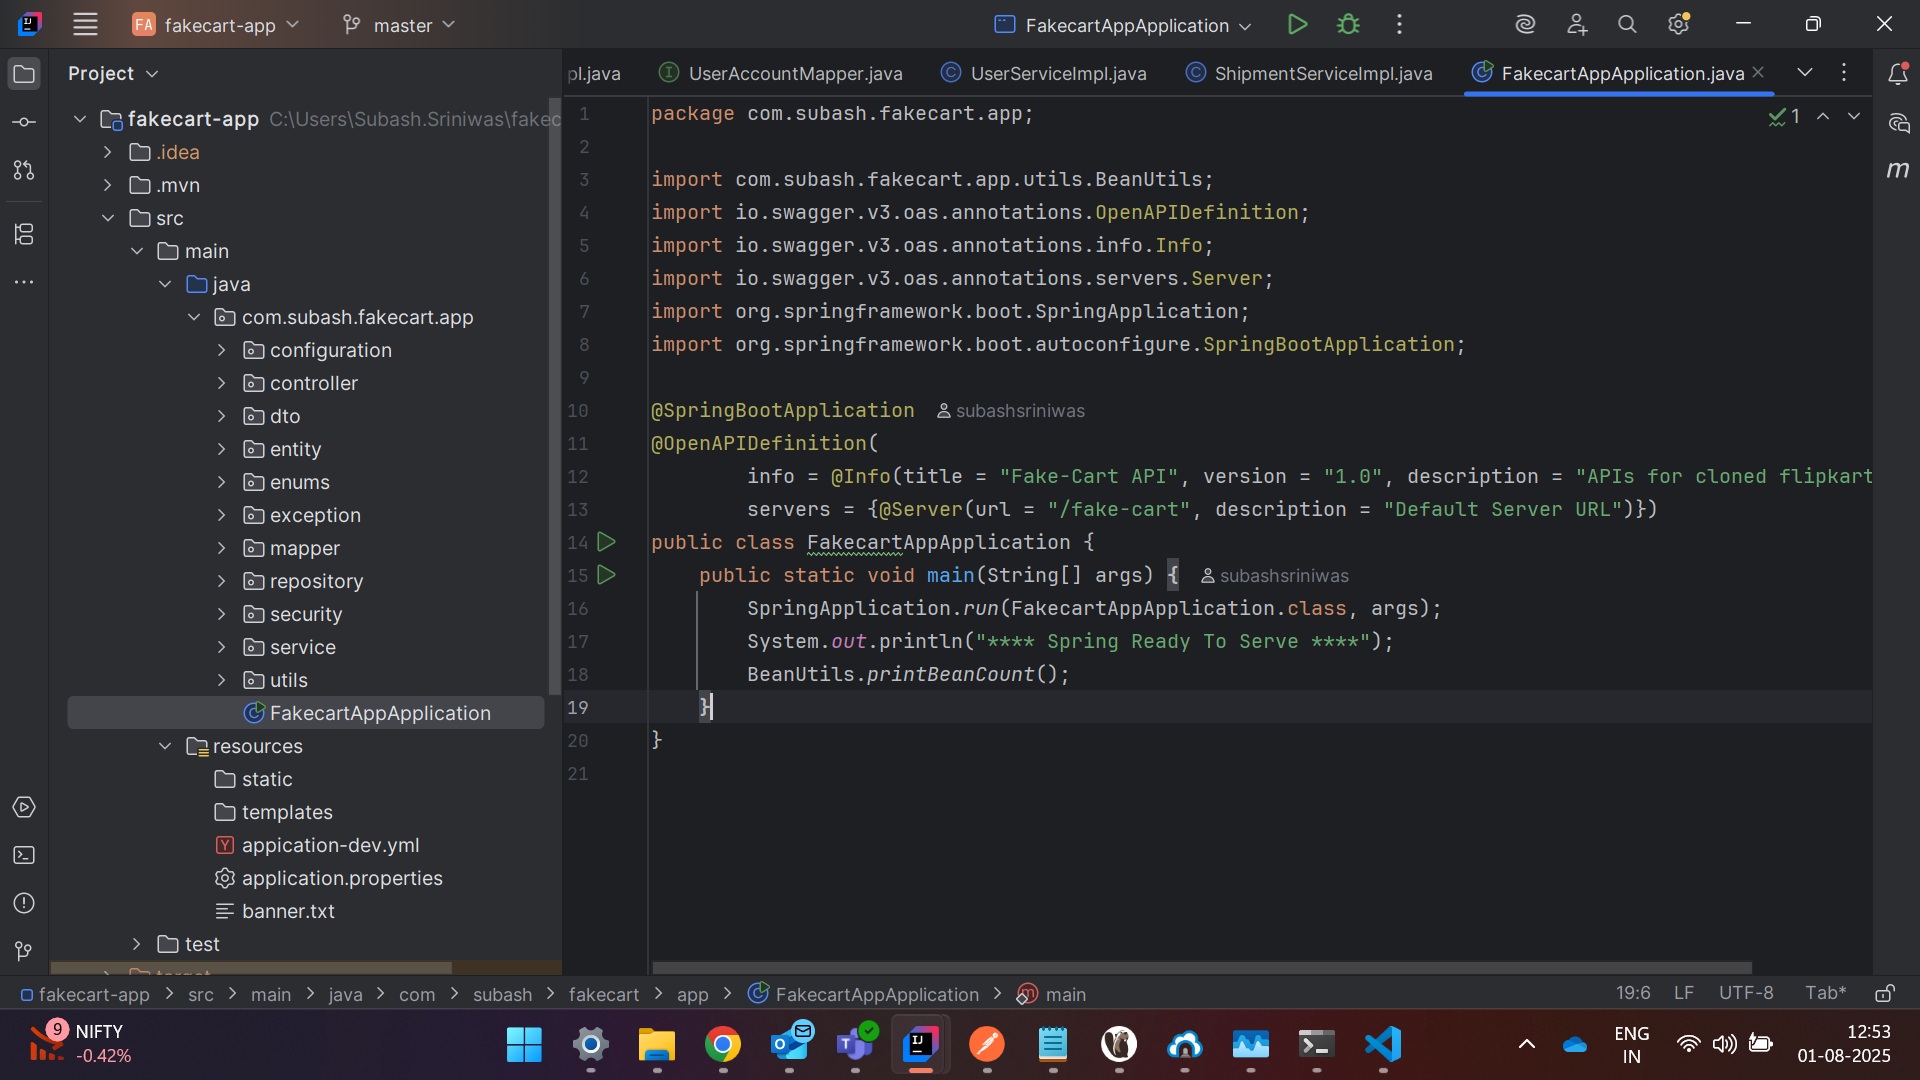 FA fakecart-app master FakecartAppApplication
Project
pl.java UserAccountMapper.java UserServiceImpl.java ShipmentServiceImpl.java FakecartAppApplication.java
fakecart-app C:\Users\Subash.Sriniwas\fakec
.idea
.mvn
src
main
java
com.subash.fakecart.app
configuration
controller
dto
entity
enums
exception
mapper
repository
security
service
utils
FakecartAppApplication
resources
static
templates
appication-dev.yml
application.properties
banner.txt
test
1 package com.subash.fakecart.app; 1
2
3 import com.subash.fakecart.app.utils.BeanUtils;
4 import io.swagger.v3.oas.annotations.OpenAPIDefinition;
5 import io.swagger.v3.oas.annotations.info.Info;
6 import io.swagger.v3.oas.annotations.servers.Server;
7 import org.springframework.boot.SpringApplication;
8 import org.springframework.boot.autoconfigure.SpringBootApplication;
9
10 @SpringBootApplication subashsriniwas
11 @OpenAPIDefinition(
12 info = @Info(title = "Fake-Cart API", version = "1.0", description = "APIs for cloned flipkart
13 servers = {@Server(url = "/fake-cart", description = "Default Server URL")})
14 public class FakecartAppApplication {
15 public static void main(String[] args) { subashsriniwas
16 SpringApplication.run(FakecartAppApplication.class, args);
17 System.out.println("**** Spring Ready To Serve ****");
18 BeanUtils.printBeanCount();
19 }
20 }
21
m
fakecart-app > src > main > java > com > subash > fakecart > app > FakecartAppApplication > main 19:6 LF UTF-8 Tab*
9 NIFTY
-0.42%
ENG
IN
12:53
01-08-2025